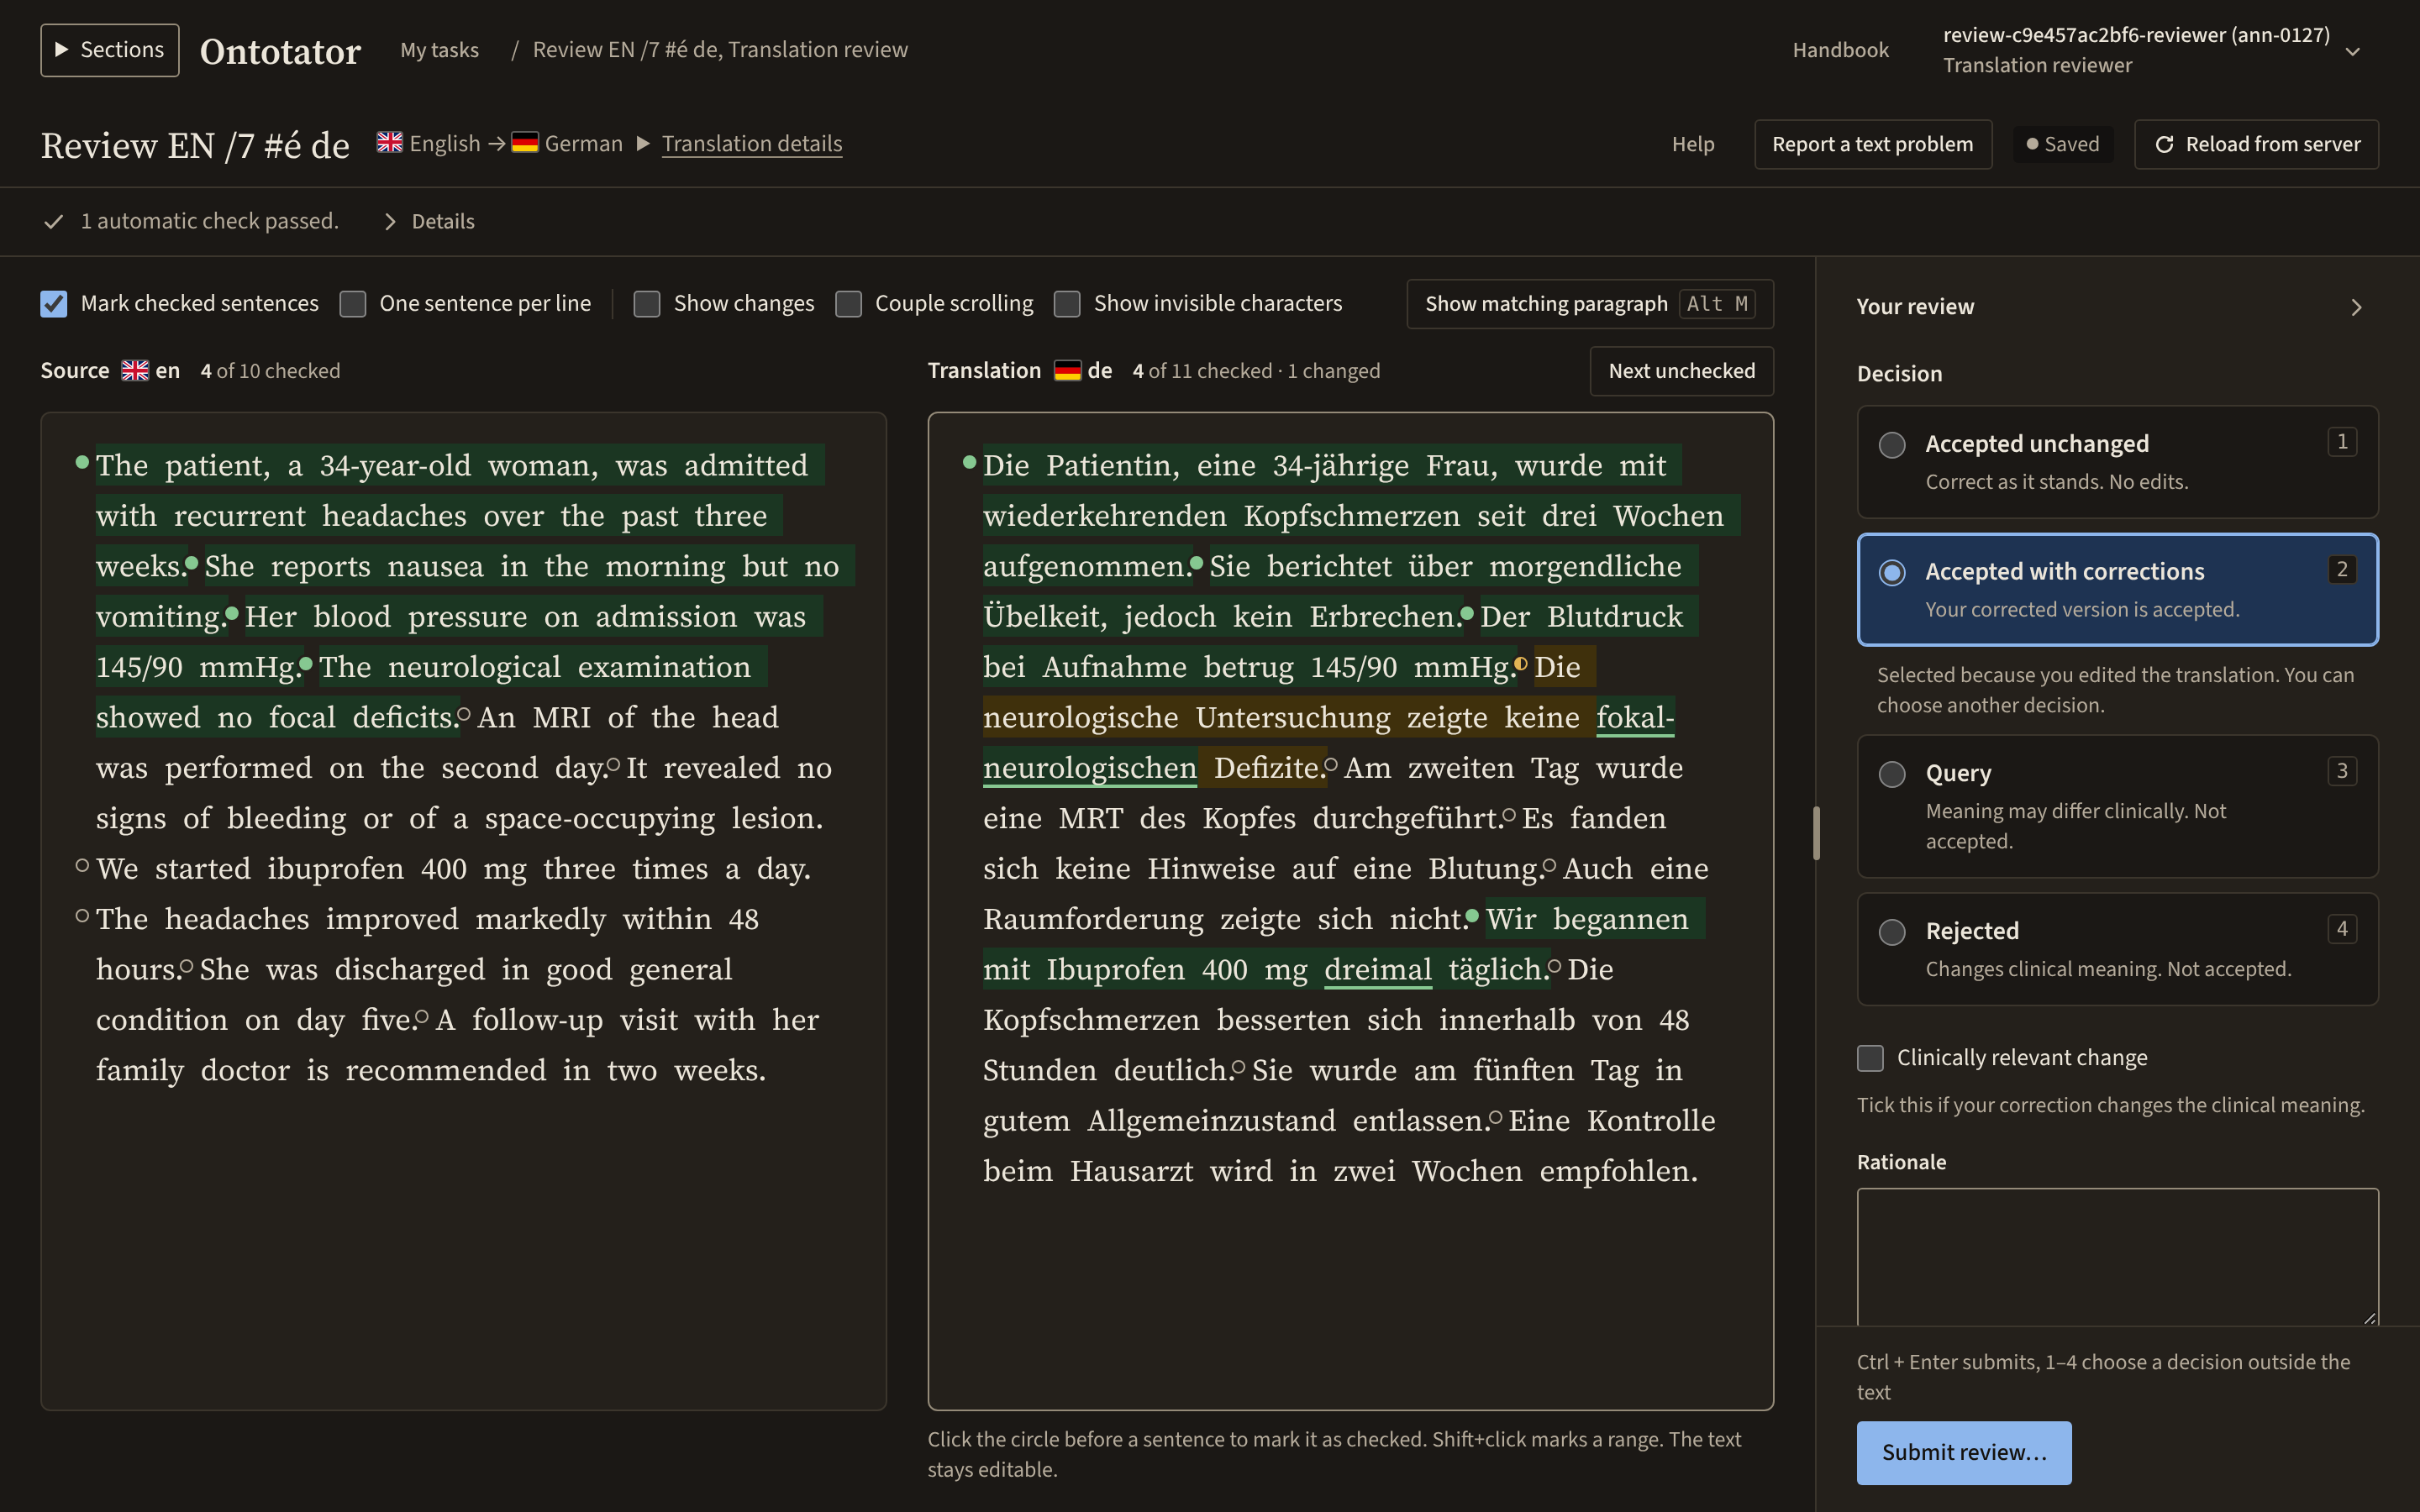 Sections
Ontotator
My tasks / Review EN /7 #é de, Translation review
Handbook
review-c9e457ac2bf6-reviewer (ann-0127)
Translation reviewer
Review EN /7 #é de
English → German
Translation details
Help
Report a text problem
Saved
Reload from server
1 automatic check passed.
Details
Mark checked sentences
One sentence per line
Show changes
Couple scrolling
Show invisible characters
Show matching paragraph Alt M
Source en 4 of 10 checked
The patient, a 34-year-old woman, was admitted
with recurrent headaches over the past three
weeks. She reports nausea in the morning but no
vomiting. Her blood pressure on admission was
145/90 mmHg. The neurological examination
showed no focal deficits. An MRI of the head
was performed on the second day. It revealed no
signs of bleeding or of a space-occupying lesion.
We started ibuprofen 400 mg three times a day.
The headaches improved markedly within 48
hours. She was discharged in good general
condition on day five. A follow-up visit with her
family doctor is recommended in two weeks.
Translation de 4 of 11 checked · 1 changed
Next unchecked
Die Patientin, eine 34-jährige Frau, wurde mit
wiederkehrenden Kopfschmerzen seit drei Wochen
aufgenommen. Sie berichtet über morgendliche
Übelkeit, jedoch kein Erbrechen. Der Blutdruck
bei Aufnahme betrug 145/90 mmHg. Die
neurologische Untersuchung zeigte keine fokal-
neurologischen Defizite. Am zweiten Tag wurde
eine MRT des Kopfes durchgeführt. Es fanden
sich keine Hinweise auf eine Blutung. Auch eine
Raumforderung zeigte sich nicht. Wir begannen
mit Ibuprofen 400 mg dreimal täglich. Die
Kopfschmerzen besserten sich innerhalb von 48
Stunden deutlich. Sie wurde am fünften Tag in
gutem Allgemeinzustand entlassen. Eine Kontrolle
beim Hausarzt wird in zwei Wochen empfohlen.
Click the circle before a sentence to mark it as checked. Shift+click marks a range. The text
stays editable.
Your review
Decision
Accepted unchanged 1
Correct as it stands. No edits.
Accepted with corrections 2
Your corrected version is accepted.
Selected because you edited the translation. You can
choose another decision.
Query 3
Meaning may differ clinically. Not
accepted.
Rejected 4
Changes clinical meaning. Not accepted.
Clinically relevant change
Tick this if your correction changes the clinical meaning.
Rationale
Ctrl + Enter submits, 1–4 choose a decision outside the
text
Submit review…